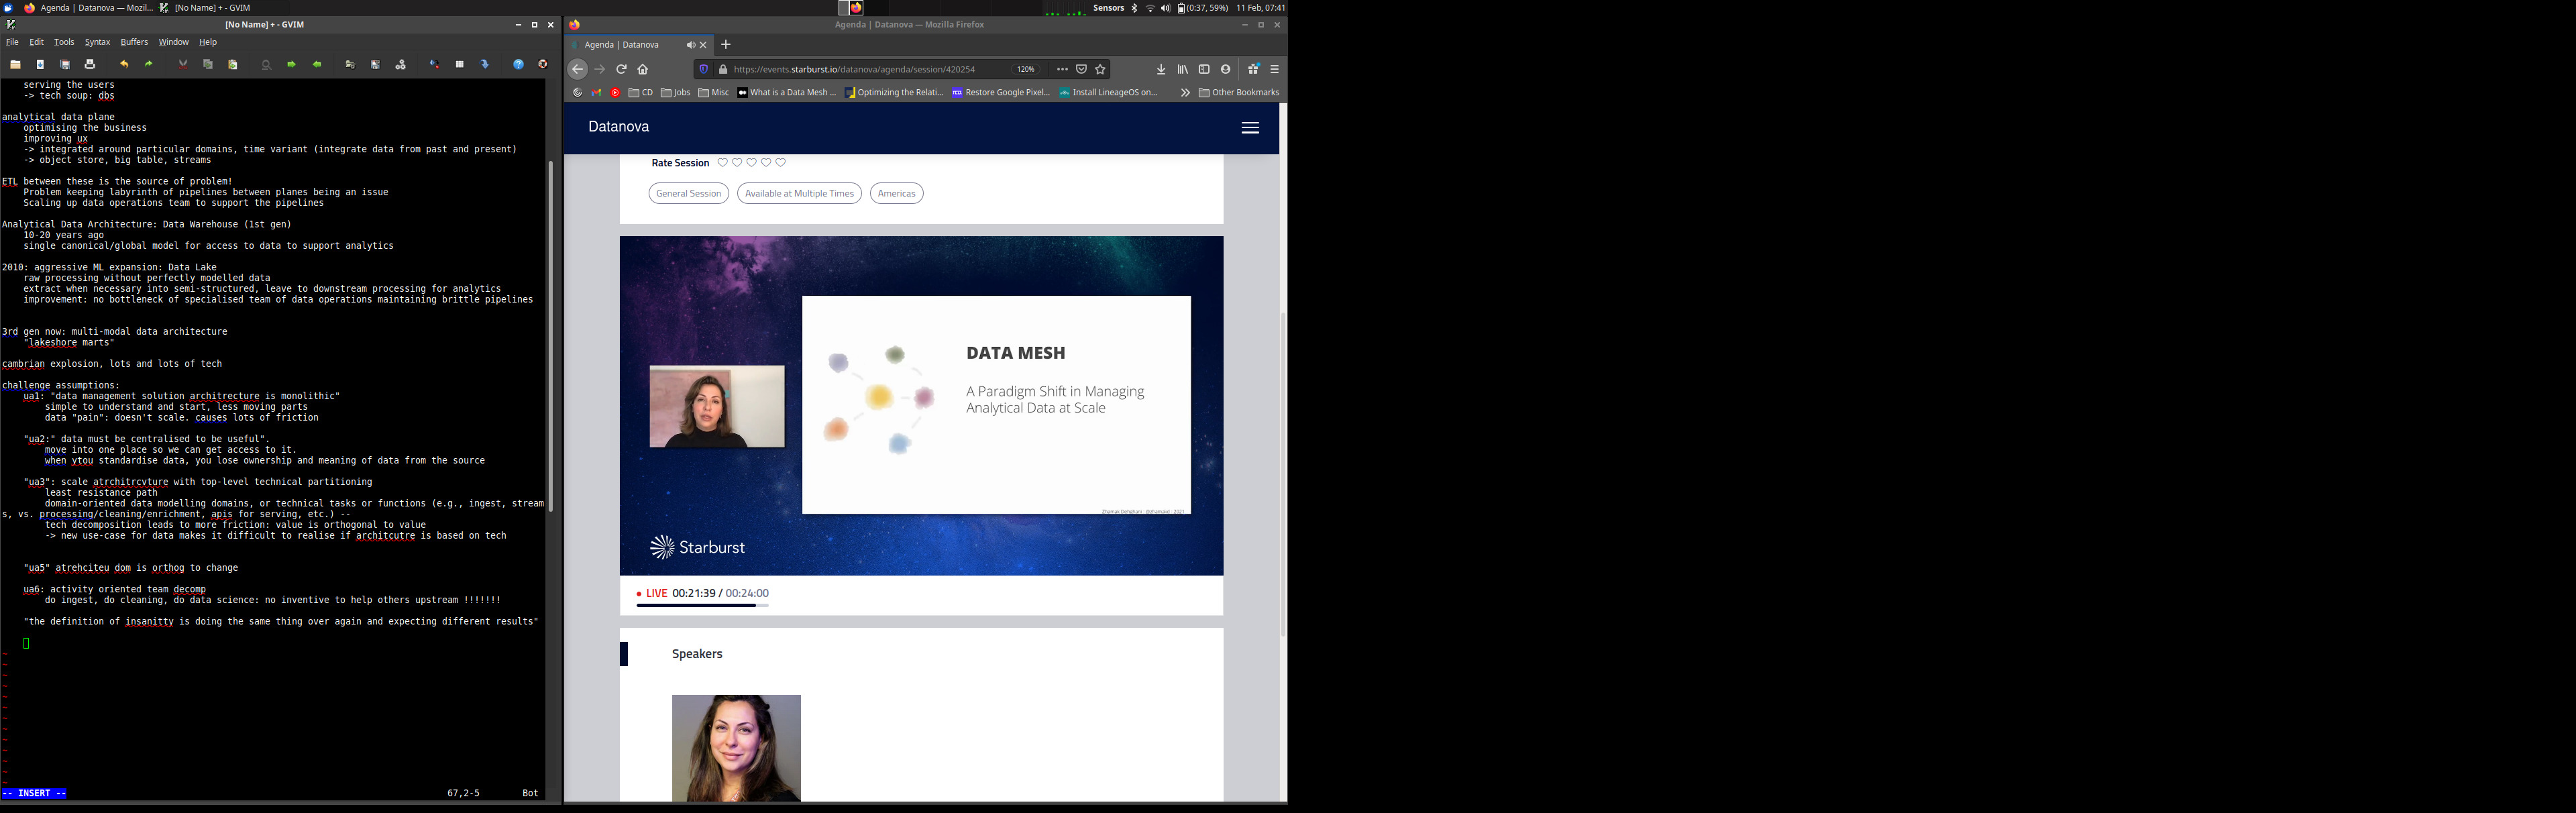 Agenda | Datanova — Mozil...
[No Name] + - GVIM
Sensors
(0:37, 59%)
11 Feb, 07:41
[No Name] + - GVIM
File Edit Tools Syntax Buffers Window Help
serving the users
-> tech soup: dbs
analytical data plane
optimising the business
improving ux
-> integrated around particular domains, time variant (integrate data from past and present)
-> object store, big table, streams
ETL between these is the source of problem!
Problem keeping labyrinth of pipelines between planes being an issue
Scaling up data operations team to support the pipelines
Analytical Data Architecture: Data Warehouse (1st gen)
10-20 years ago
single canonical/global model for access to data to support analytics
2010: aggressive ML expansion: Data Lake
raw processing without perfectly modelled data
extract when necessary into semi-structured, leave to downstream processing for analytics
improvement: no bottleneck of specialised team of data operations maintaining brittle pipelines
3rd gen now: multi-modal data architecture
"lakeshore marts"
cambrian explosion, lots and lots of tech
challenge assumptions:
ua1: "data management solution architrecture is monolithic"
simple to understand and start, less moving parts
data "pain": doesn't scale. causes lots of friction
"ua2:" data must be centralised to be useful".
move into one place so we can get access to it.
when ytou standardise data, you lose ownership and meaning of data from the source
"ua3": scale atrchitrcvture with top-level technical partitioning
least resistance path
domain-oriented data modelling domains, or technical tasks or functions (e.g., ingest, stream
s, vs. processing/cleaning/enrichment, apis for serving, etc.) --
tech decomposition leads to more friction: value is orthogonal to value
-> new use-case for data makes it difficult to realise if architcutre is based on tech
"ua5" atrehciteu dom is orthog to change
ua6: activity oriented team decomp
do ingest, do cleaning, do data science: no inventive to help others upstream !!!!!!!
"the definition of insanitty is doing the same thing over again and expecting different results"
~
~
~
~
~
~
~
~
~
~
~
~
~
-- INSERT --
67,2-5
Bot
Agenda | Datanova — Mozilla Firefox
Agenda | Datanova
https://events.starburst.io/datanova/agenda/session/420254
120%
CD
Jobs
Misc
What is a Data Mesh ...
Optimizing the Relati...
Restore Google Pixel...
Install LineageOS on...
Other Bookmarks
Datanova
Rate Session
General Session
Available at Multiple Times
Americas
DATA MESH
A Paradigm Shift in Managing
Analytical Data at Scale
Zhamak Dehghani @zhamakd 2021
Starburst
LIVE 00:21:39 / 00:24:00
Speakers